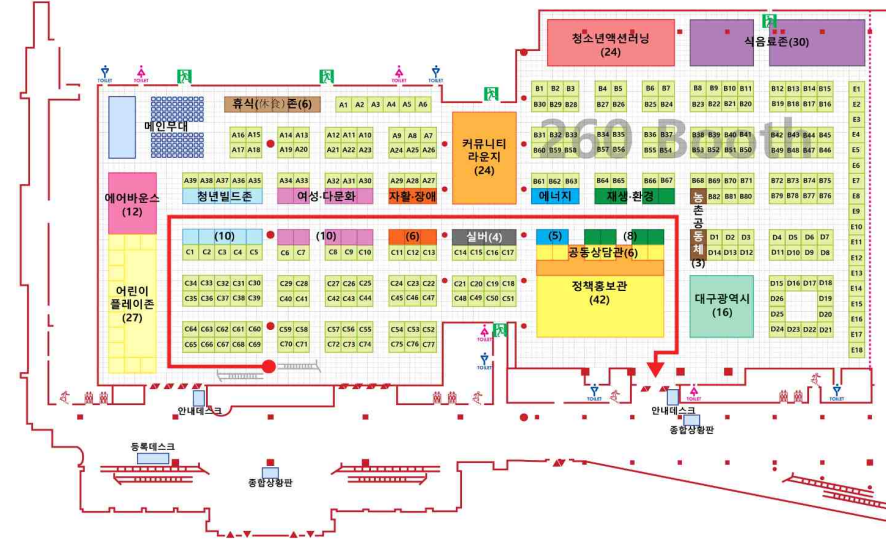 청소년액션러닝
(24)
식음료존(30)
TOILET TOILET TOILET TOILET
휴식(休食)존(6)
A1 A2 A3 A4 A5 A6
B1 B2 B3 B4 B5 B6 B7 B8 B9 B10 B11 B12 B13 B14 B15
B30 B29 B28 B27 B26 B25 B24 B23 B22 B21 B20 B19 B18 B17 B16
260 Booth
메인무대
A16 A15 A14 A13 A12 A11 A10 A9 A8 A7
A17 A18 A19 A20 A21 A22 A23 A24 A25 A26
커뮤니티
라운지
(24)
B31 B32 B33 B34 B35 B36 B37 B38 B39 B40 B41 B42 B43 B44 B45
B60 B59 B58 B57 B56 B55 B54 B53 B52 B51 B50 B49 B48 B47 B46
에어바운스
(12)
A39 A38 A37 A36 A35 A34 A33 A32 A31 A30 A29 A28 A27
청년빌드존
여성·다문화
자활·장애
B61 B62 B63 B64 B65 B66 B67 B68 B69 B70 B71 B72 B73 B74 B75
에너지
재생·환경
B82 B81 B80 B79 B78 B77 B76
농촌공동체
(3)
(10)
(10)
(6)
실버(4)
(5)
(8)
C1 C2 C3 C4 C5 C6 C7 C8 C9 C10 C11 C12 C13 C14 C15 C16 C17
공동상담관(6)
D1 D2 D3 D4 D5 D6 D7
D14 D13 D12 D11 D10 D9 D8
어린이
플레이존
(27)
C34 C33 C32 C31 C30 C29 C28 C27 C26 C25 C24 C23 C22 C21 C20 C19 C18
C35 C36 C37 C38 C39 C40 C41 C42 C43 C44 C45 C46 C47 C48 C49 C50 C51
정책홍보관
(42)
대구광역시
(16)
D15 D16 D17 D18
D26 D19
D25 D20
D24 D23 D22 D21
C64 C63 C62 C61 C60 C59 C58 C57 C56 C55 C54 C53 C52
C65 C66 C67 C68 C69 C70 C71 C72 C73 C74 C75 C76 C77
E1
E2
E3
E4
E5
E6
E7
E8
E9
E10
E11
E12
E13
E14
E15
E16
E17
E18
TOILET
TOILET
TOILET TOILET TOILET
안내데스크
안내데스크
종합상황판
등록데스크
종합상황판